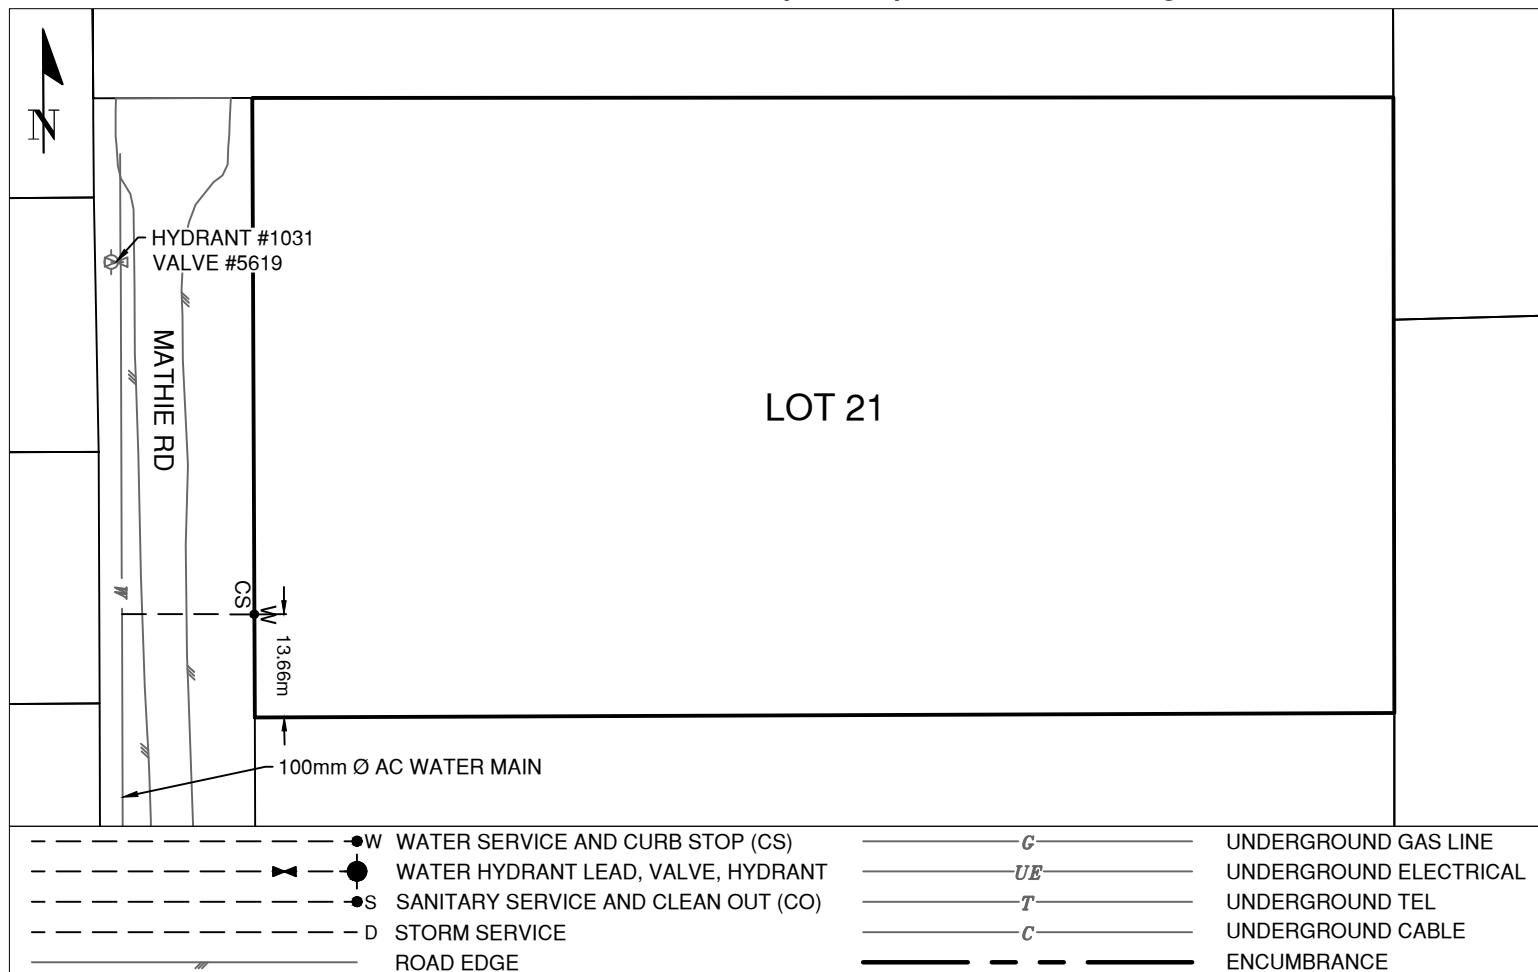 N
HYDRANT #1031
VALVE #5619
MATHIE RD
LOT 21
W
CS
W
13.66m
100mm Ø AC WATER MAIN
W WATER SERVICE AND CURB STOP (CS)
WATER HYDRANT LEAD, VALVE, HYDRANT
S SANITARY SERVICE AND CLEAN OUT (CO)
D STORM SERVICE
ROAD EDGE
G UNDERGROUND GAS LINE
UE UNDERGROUND ELECTRICAL
T UNDERGROUND TEL
C UNDERGROUND CABLE
ENCUMBRANCE